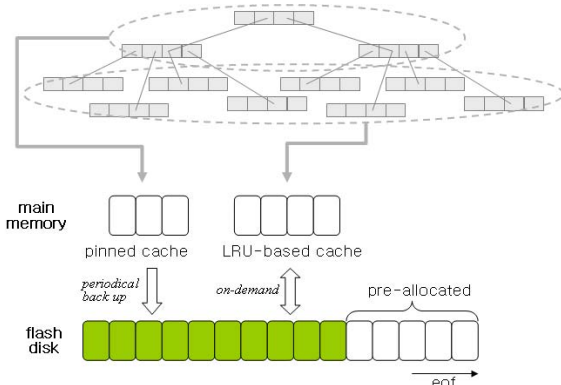 main
memory
pinned cache
LRU-based cache
periodical
back up
on-demand
pre-allocated
flash
disk
eof